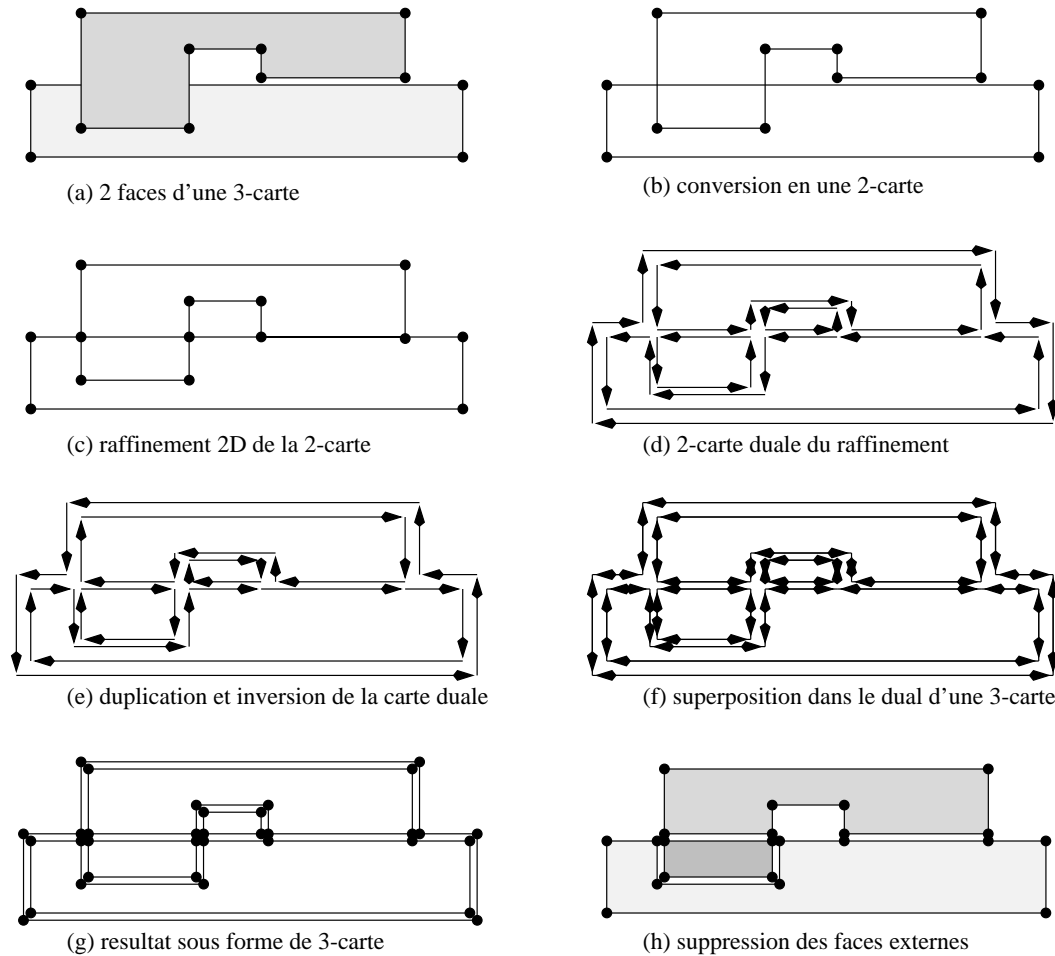 (a) 2 faces d'une 3-carte
(b) conversion en une 2-carte
(c) raffinement 2D de la 2-carte
(d) 2-carte duale du raffinement
(e) duplication et inversion de la carte duale
(f) superposition dans le dual d'une 3-carte
(g) resultat sous forme de 3-carte
(h) suppression des faces externes